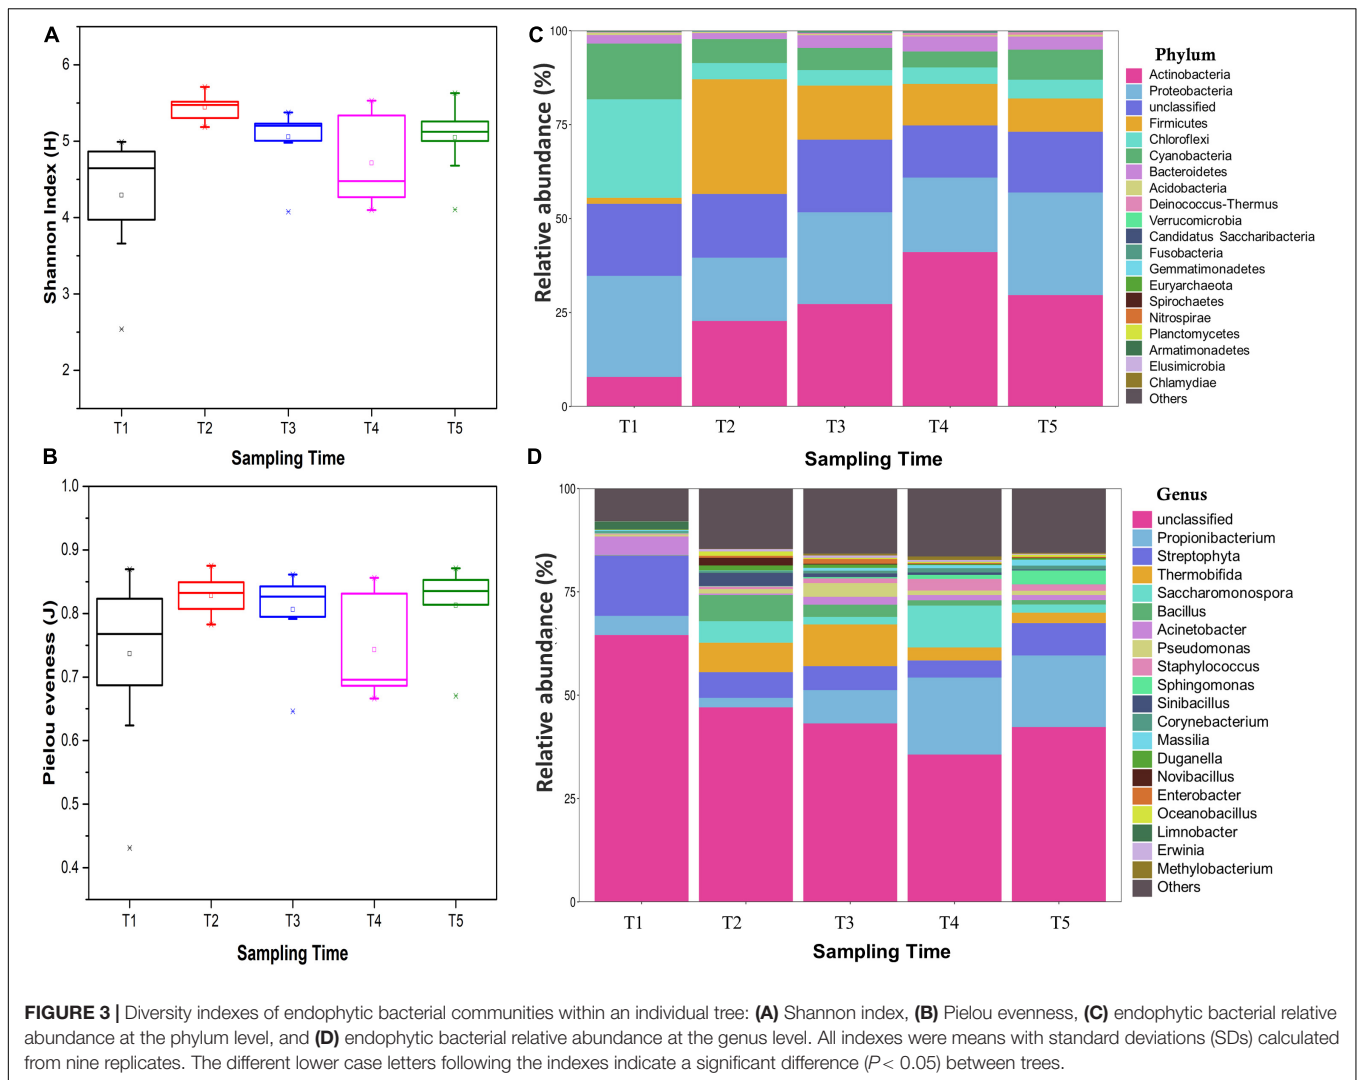 A
6
5
4
3
2
Shannon Index (H)
T1 T2 T3 T4 T5
Sampling Time
B
1.0
0.9
0.8
0.7
0.6
0.5
0.4
Pielou eveness (J)
T1 T2 T3 T4 T5
Sampling Time
C
100
75
50
25
0
Relative abundance (%)
T1 T2 T3 T4 T5
Sampling Time
Phylum
Actinobacteria
Proteobacteria
unclassified
Firmicutes
Chloroflexi
Cyanobacteria
Bacteroidetes
Acidobacteria
Deinococcus-Thermus
Verrucomicrobia
Candidatus Saccharibacteria
Fusobacteria
Gemmatimonadetes
Euryarchaeota
Spirochaetes
Nitrospirae
Planctomycetes
Armatimonadetes
Elusimicrobia
Chlamydiae
Others
D
100
75
50
25
0
Relative abundance (%)
T1 T2 T3 T4 T5
Sampling Time
Genus
unclassified
Propionibacterium
Streptophyta
Thermobifida
Saccharomonospora
Bacillus
Acinetobacter
Pseudomonas
Staphylococcus
Sphingomonas
Sinibacillus
Corynebacterium
Massilia
Duganella
Novibacillus
Enterobacter
Oceanobacillus
Limnobacter
Erwinia
Methylobacterium
Others
FIGURE 3 | Diversity indexes of endophytic bacterial communities within an individual tree: (A) Shannon index, (B) Pielou evenness, (C) endophytic bacterial relative
abundance at the phylum level, and (D) endophytic bacterial relative abundance at the genus level. All indexes were means with standard deviations (SDs) calculated
from nine replicates. The different lower case letters following the indexes indicate a significant difference (P < 0.05) between trees.